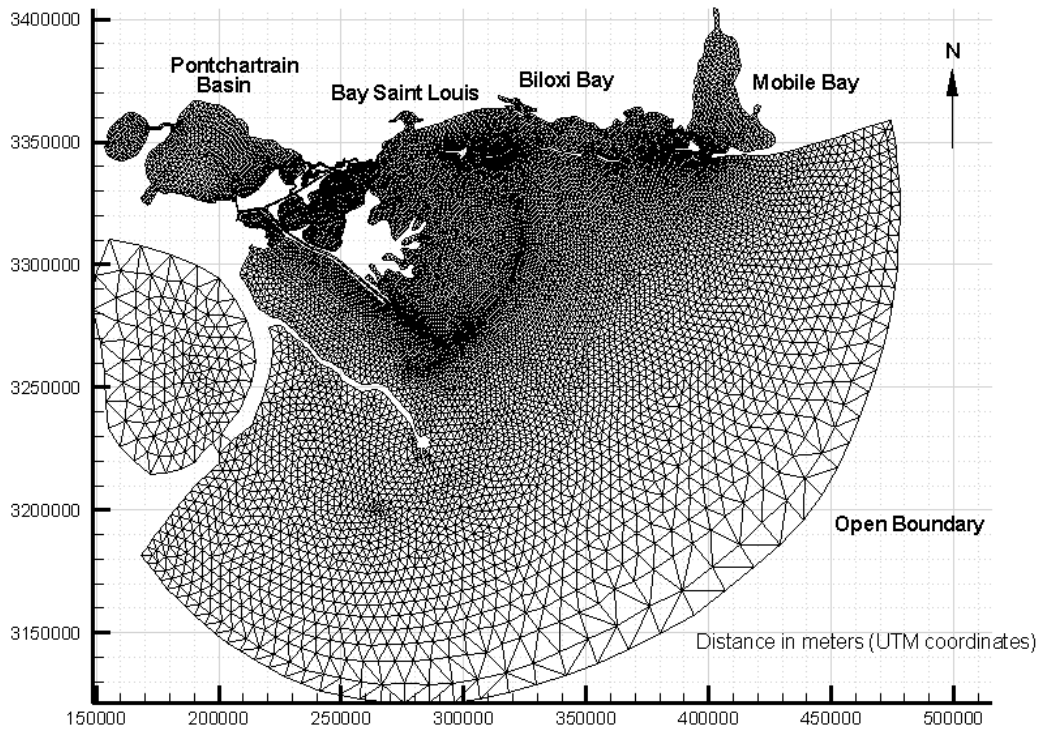 3400000
N
Pontchartrain
Basin
Bay Saint Louis
Biloxi Bay
Mobile Bay
3350000
3300000
3250000
3200000
Open Boundary
3150000
Distance in meters (UTM coordinates)
150000 200000 250000 300000 350000 400000 450000 500000